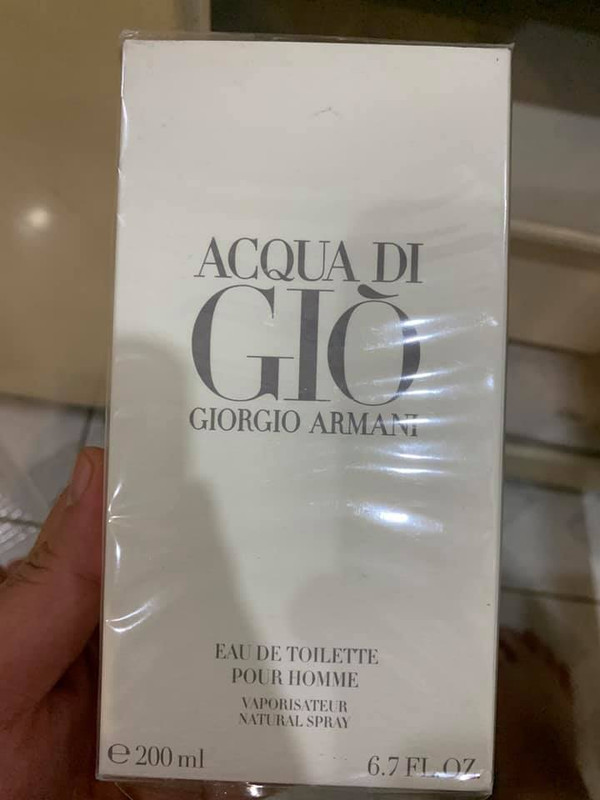 ACQUA DI
GIÒ
GIORGIO ARMANI
EAU DE TOILETTE
POUR HOMME
VAPORISATEUR
NATURAL SPRAY
℮ 200 ml 6.7 FL. OZ.